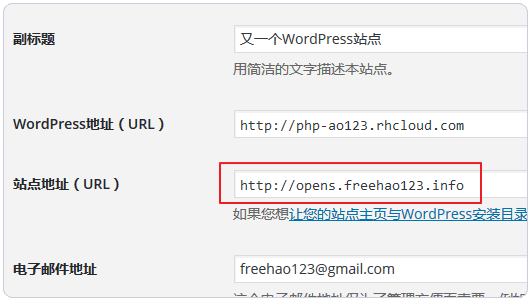 副标题
又一个WordPress站点
用简洁的文字描述本站点。
WordPress地址（URL）
http://php-ao123.rhcloud.com
站点地址（URL）
http://opens.freehao123.info
如果您想让您的站点主页与WordPress安装目录
电子邮件地址
freehao123@gmail.com